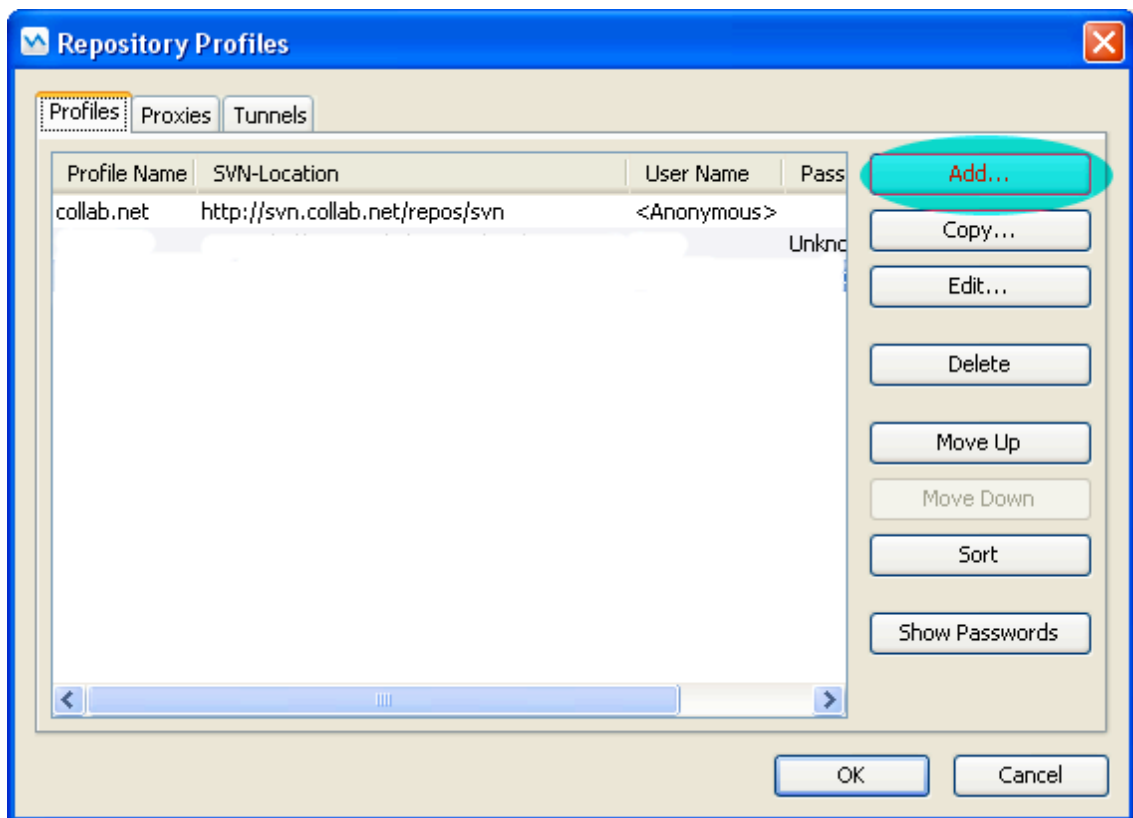 Repository Profiles
Profiles Proxies Tunnels
Profile Name SVN-Location User Name Pass
collab.net http://svn.collab.net/repos/svn <Anonymous>
Unkno
Add...
Copy...
Edit...
Delete
Move Up
Move Down
Sort
Show Passwords
OK Cancel